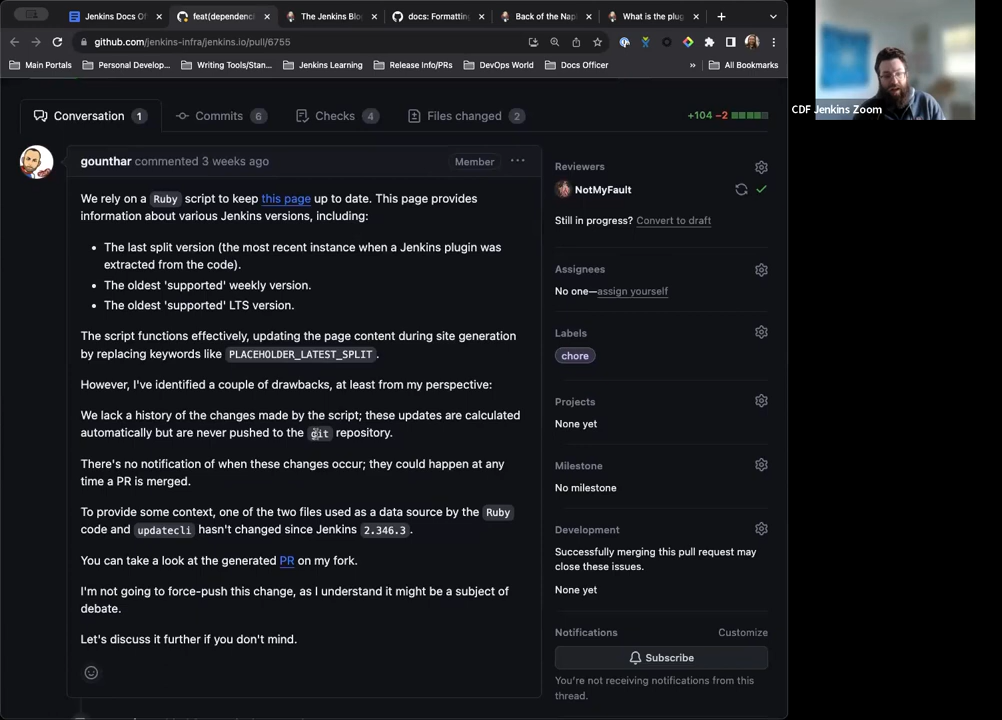 Jenkins Docs Of
feat(dependenci
The Jenkins Blo
docs: Formattin
Back of the Nap
What is the plug
github.com/jenkins-infra/jenkins.io/pull/6755
Main Portals
Personal Develop...
Writing Tools/Stan...
Jenkins Learning
Release Info/PRs
DevOps World
Docs Officer
»
All Bookmarks
CDF Jenkins Zoom
Conversation 1
Commits 6
Checks 4
Files changed 2
+104 −2
gounthar commented 3 weeks ago
Member
We rely on a Ruby script to keep this page up to date. This page provides
information about various Jenkins versions, including:
• The last split version (the most recent instance when a Jenkins plugin was
extracted from the code).
• The oldest 'supported' weekly version.
• The oldest 'supported' LTS version.
The script functions effectively, updating the page content during site generation
by replacing keywords like PLACEHOLDER_LATEST_SPLIT.
However, I've identified a couple of drawbacks, at least from my perspective:
We lack a history of the changes made by the script; these updates are calculated
automatically but are never pushed to the git repository.
There's no notification of when these changes occur; they could happen at any
time a PR is merged.
To provide some context, one of the two files used as a data source by the Ruby
code and updatecli hasn't changed since Jenkins 2.346.3.
You can take a look at the generated PR on my fork.
I'm not going to force-push this change, as I understand it might be a subject of
debate.
Let's discuss it further if you don't mind.
Reviewers
NotMyFault
Still in progress? Convert to draft
Assignees
No one—assign yourself
Labels
chore
Projects
None yet
Milestone
No milestone
Development
Successfully merging this pull request may
close these issues.
None yet
Notifications
Customize
Subscribe
You're not receiving notifications from this
thread.